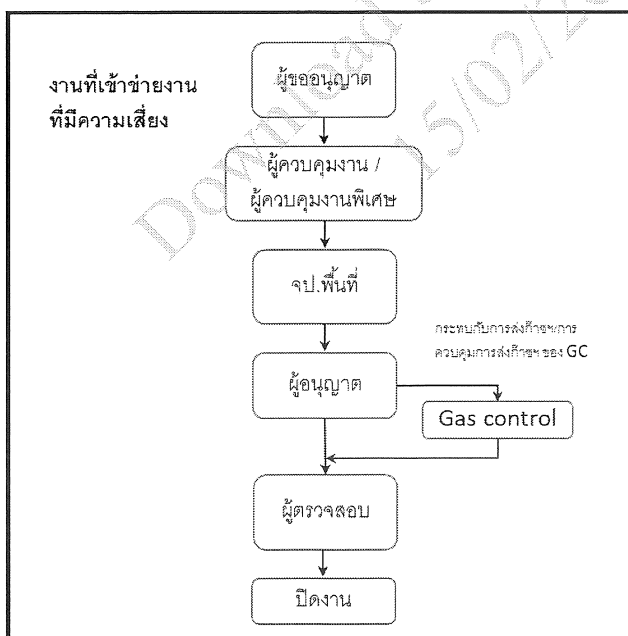 งานที่เข้าข่ายงาน
ที่มีความเสี่ยง
ผู้ขออนุญาต
ผู้ควบคุมงาน /
ผู้ควบคุมงานพิเศษ
จป.พื้นที่
กระทบกับการส่งก๊าซฯ/การ
ควบคุมการส่งก๊าซฯ ของ GC
ผู้อนุญาต
Gas control
ผู้ตรวจสอบ
ปิดงาน
Download
15/02/2